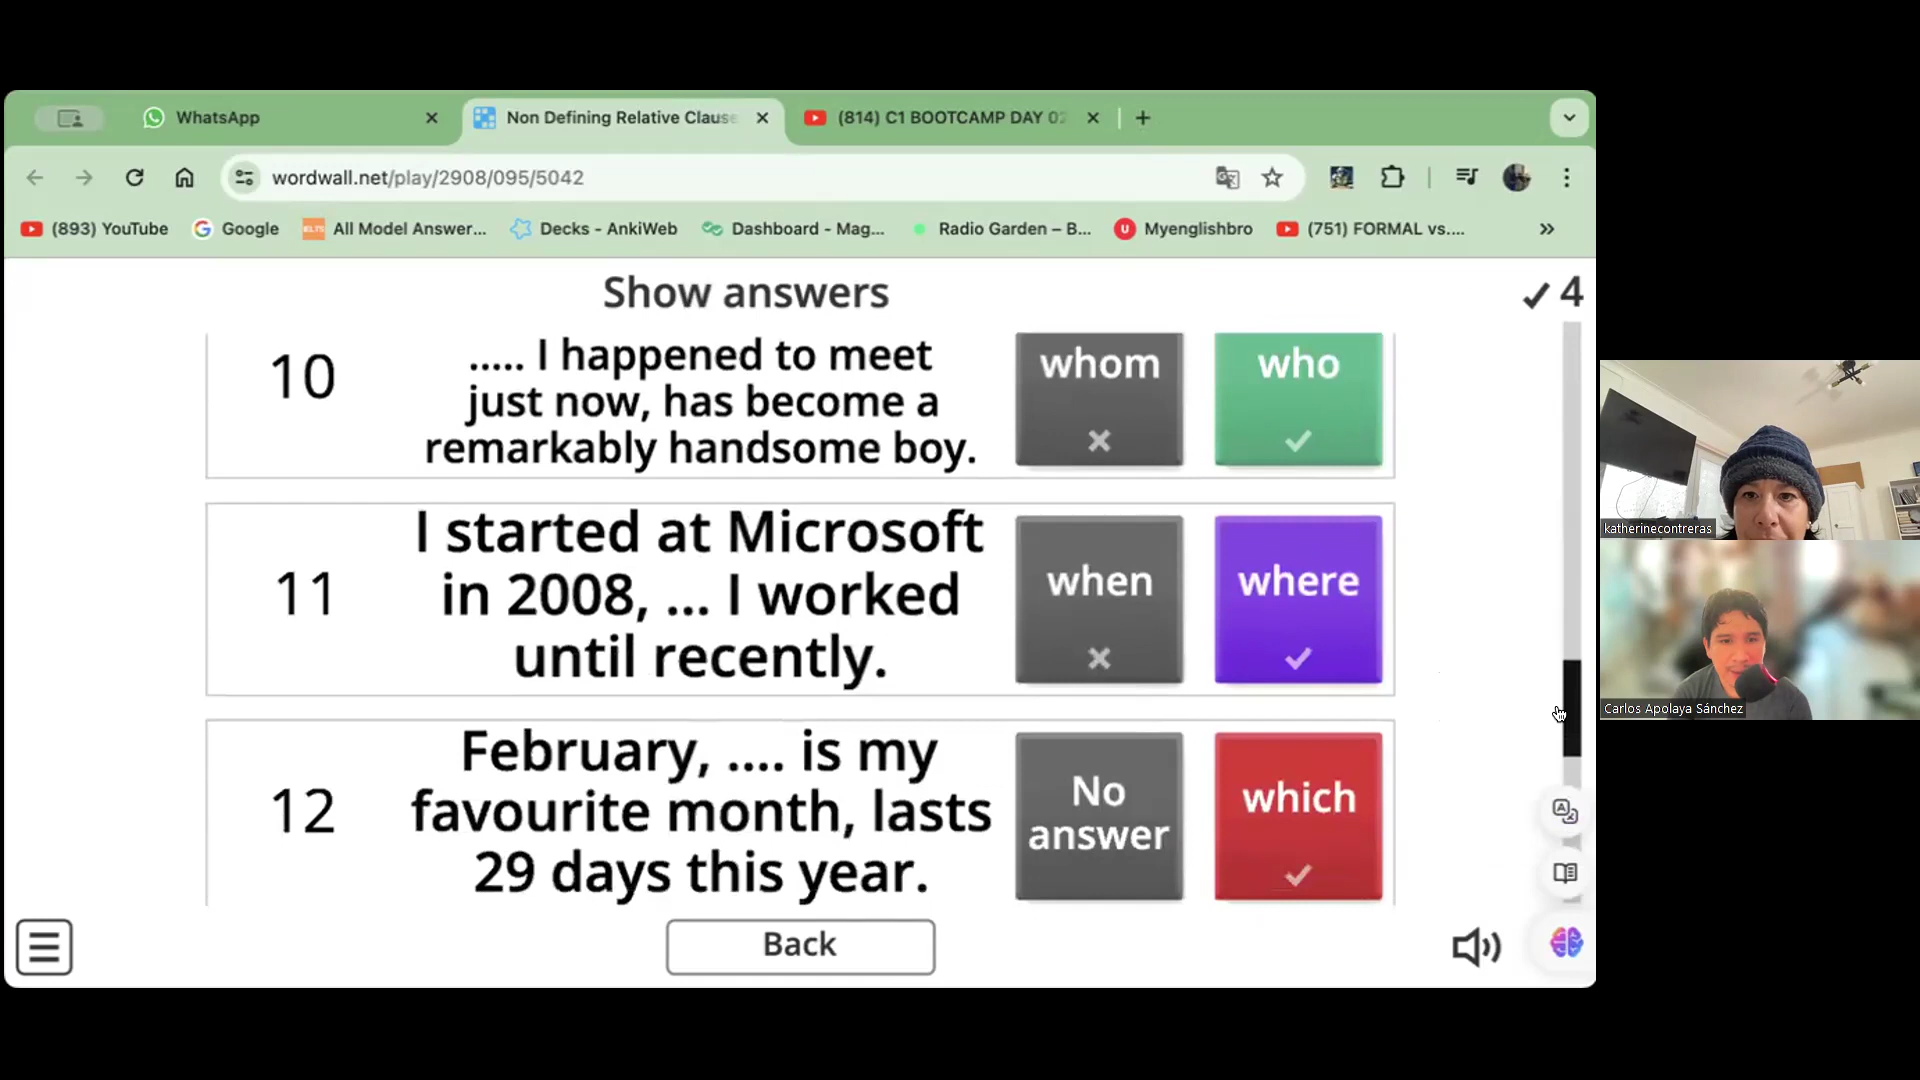 WhatsApp
Non Defining Relative Clause
(814) C1 BOOTCAMP DAY 02
wordwall.net/play/2908/095/5042
(893) YouTube
Google
IELTS
All Model Answer...
Decks - AnkiWeb
Dashboard - Mag...
Radio Garden – B...
Myenglishbro
(751) FORMAL vs....
Show answers
4
10
..... I happened to meet
just now, has become a
remarkably handsome boy.
whom
who
11
I started at Microsoft
in 2008, ... I worked
until recently.
when
where
12
February, .... is my
favourite month, lasts
29 days this year.
No
answer
which
Back
katherinecontreras
Carlos Apolaya Sánchez